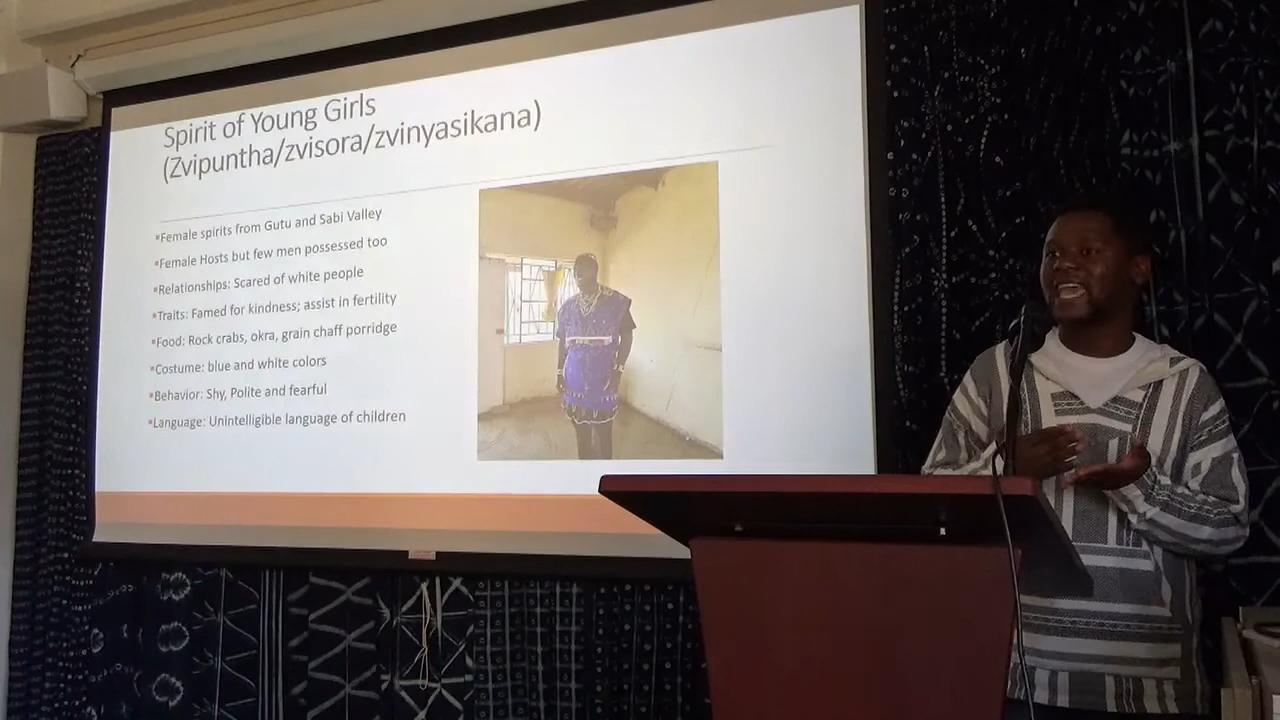 Spirit of Young Girls
(Zvipuntha/zvisora/zvinyasikana)
▪Female spirits from Gutu and Sabi Valley
▪Female Hosts but few men possessed too
▪Relationships: Scared of white people
▪Traits: Famed for kindness; assist in fertility
▪Food: Rock crabs, okra, grain chaff porridge
▪Costume: blue and white colors
▪Behavior: Shy, Polite and fearful
▪Language: Unintelligible language of children